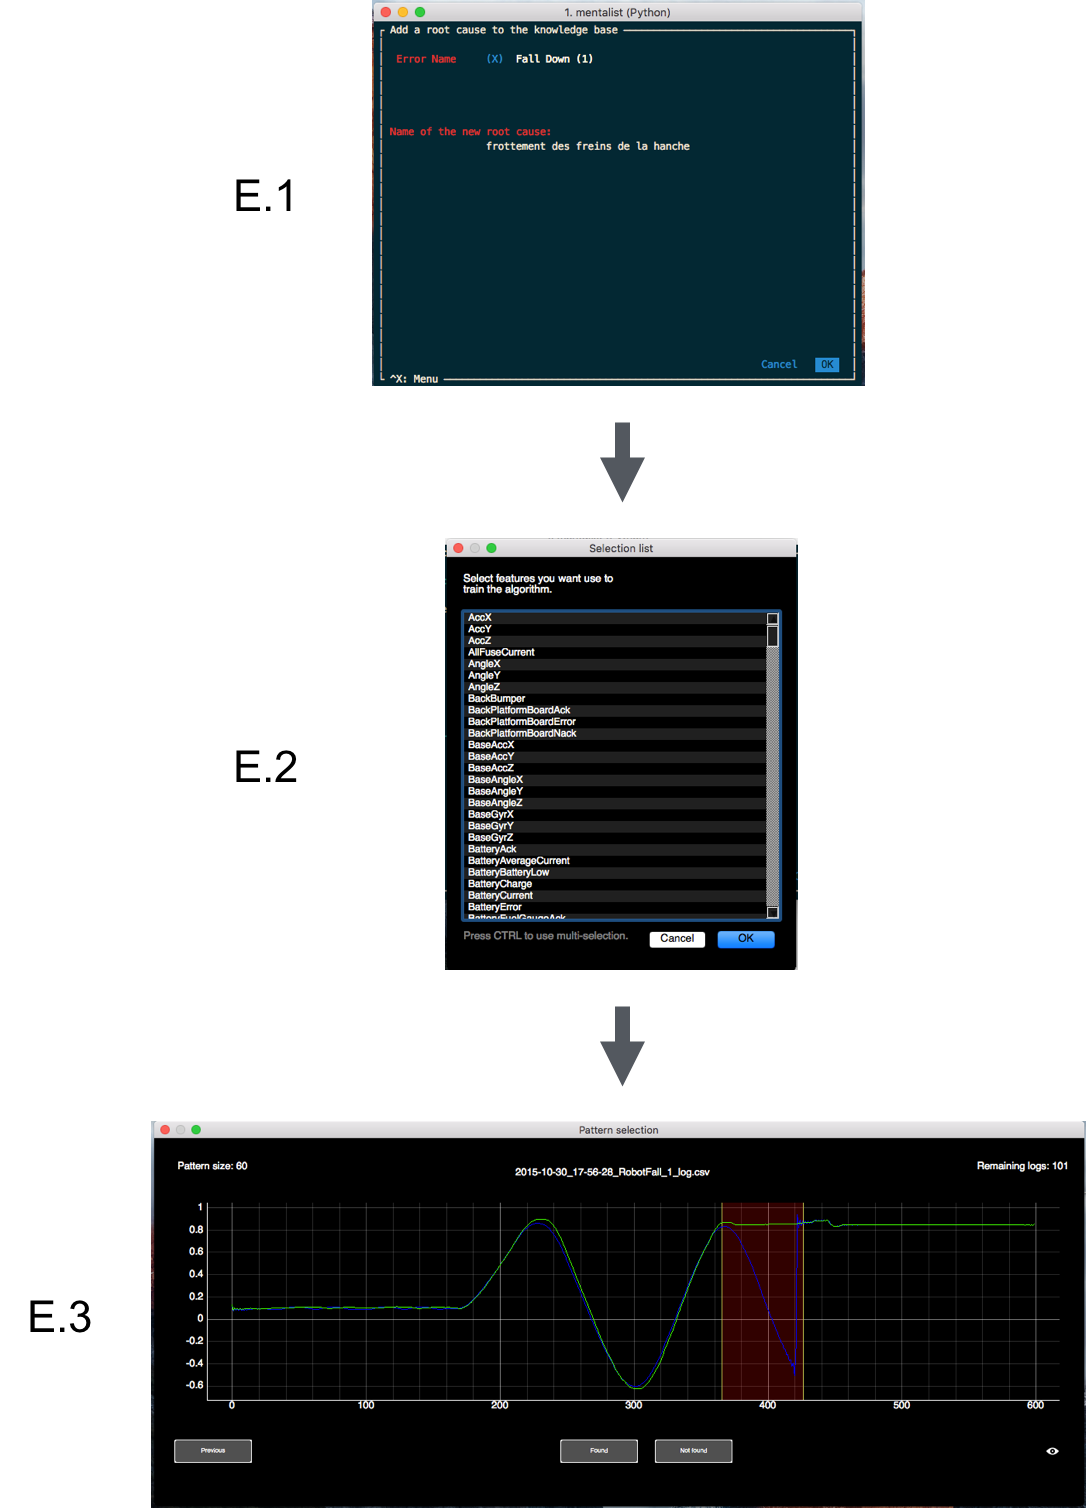 E.1
1. mentalist (Python)
Add a root cause to the knowledge base
Error Name (X) Fall Down (1)
Name of the new root cause:
frottement des freins de la hanche
Cancel OK
^X: Menu
E.2
Selection list
Select features you want use to
train the algorithm.
AccX
AccY
AccZ
AllFuseCurrent
AngleX
AngleY
AngleZ
BackBumper
BackPlatformBoardAck
BackPlatformBoardError
BackPlatformBoardNack
BaseAccX
BaseAccY
BaseAccZ
BaseAngleX
BaseAngleY
BaseAngleZ
BaseGyrX
BaseGyrY
BaseGyrZ
BatteryAck
BatteryAverageCurrent
BatteryBatteryLow
BatteryCharge
BatteryCurrent
BatteryError
BatteryFuelGaugeAck
Press CTRL to use multi-selection. Cancel OK
E.3
Pattern selection
Pattern size: 60
2015-10-30_17-56-28_RobotFall_1_log.csv
Remaining logs: 101
1
0.8
0.6
0.4
0.2
0
-0.2
-0.4
-0.6
0 100 200 300 400 500 600
Previous Found Not found